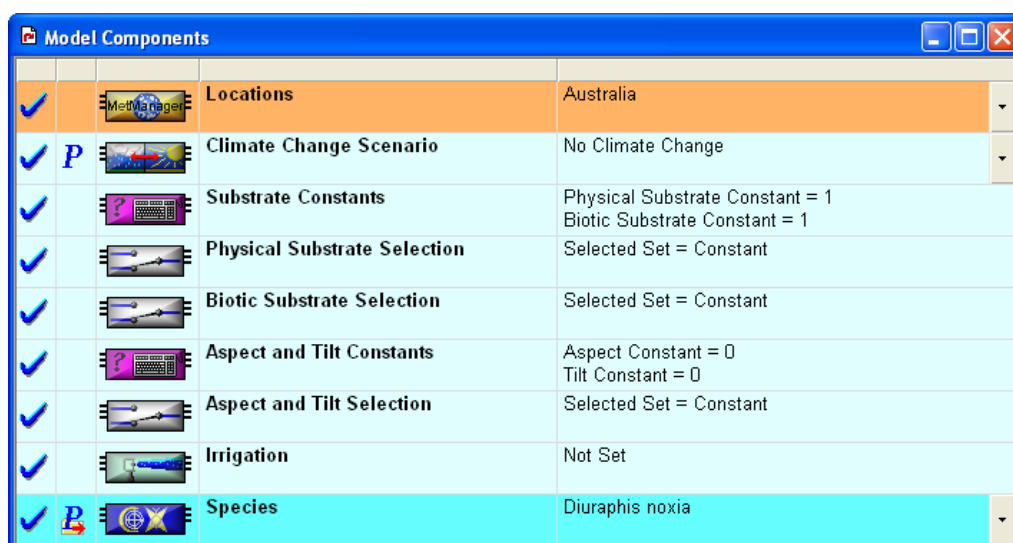 Model Components
MetManager
Locations
Australia
P
Climate Change Scenario
No Climate Change
?
Substrate Constants
Physical Substrate Constant = 1
Biotic Substrate Constant = 1
Physical Substrate Selection
Selected Set = Constant
Biotic Substrate Selection
Selected Set = Constant
?
Aspect and Tilt Constants
Aspect Constant = 0
Tilt Constant = 0
Aspect and Tilt Selection
Selected Set = Constant
Irrigation
Not Set
P
Species
Diuraphis noxia